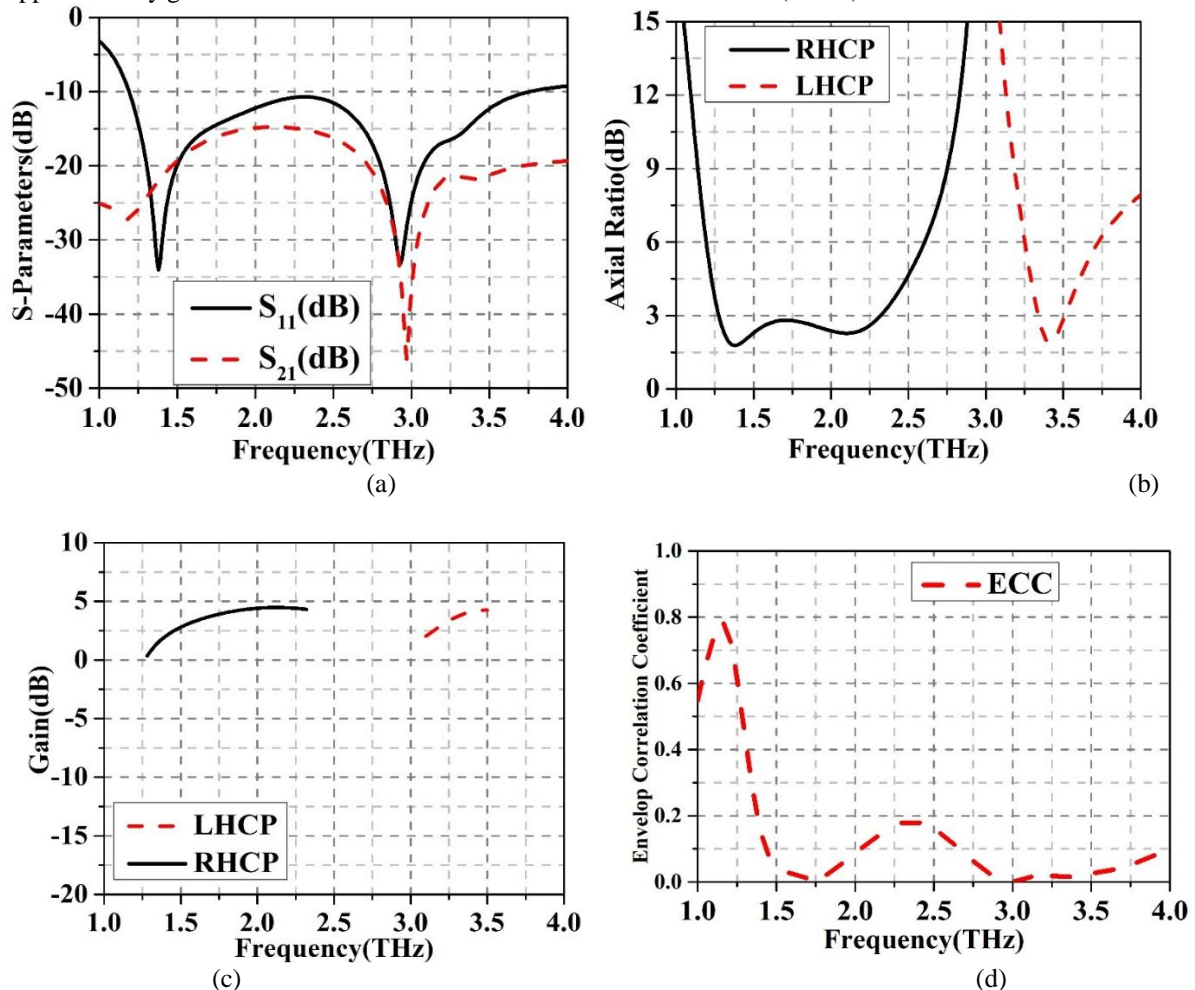 0
-10
-20
-30
-40
-50
S-Parameters(dB)
S11(dB)
S21(dB)
1.0 1.5 2.0 2.5 3.0 3.5 4.0
Frequency(THz)
(a)
15
12
9
6
3
0
Axial Ratio(dB)
RHCP
LHCP
1.0 1.5 2.0 2.5 3.0 3.5 4.0
Frequency(THz)
(b)
10
5
0
-5
-10
-15
-20
Gain(dB)
LHCP
RHCP
1.0 1.5 2.0 2.5 3.0 3.5 4.0
Frequency(THz)
(c)
1.0
0.8
0.6
0.4
0.2
0.0
Envelop Correlation Coefficient
ECC
1.0 1.5 2.0 2.5 3.0 3.5 4.0
Frequency(THz)
(d)